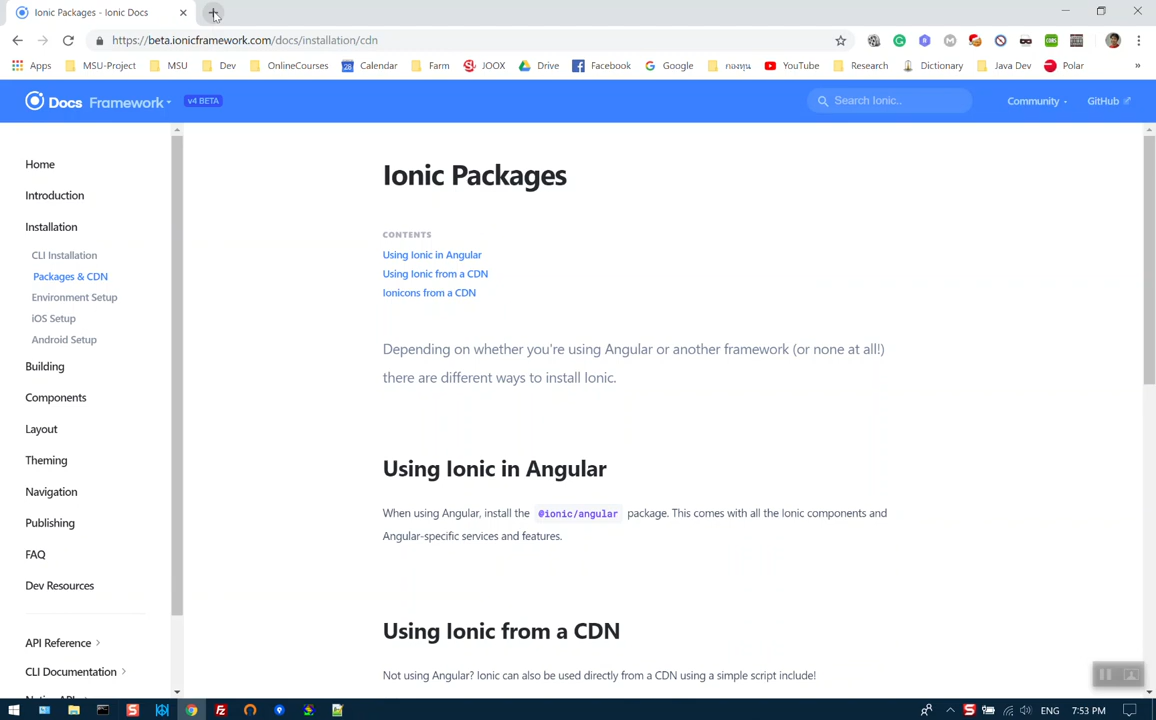 Ionic Packages - Ionic Docs
https://beta.ionicframework.com/docs/installation/cdn
Apps MSU-Project MSU Dev OnlineCourses 28 Calendar Farm JOOX Drive Facebook Google กองทุน YouTube Research Dictionary Java Dev Polar »
Docs Framework v4 BETA Search Ionic.. Community GitHub
Home
Introduction
Installation
CLI Installation
Packages & CDN
Environment Setup
iOS Setup
Android Setup
Building
Components
Layout
Theming
Navigation
Publishing
FAQ
Dev Resources
API Reference >
CLI Documentation >
Ionic Packages
CONTENTS
Using Ionic in Angular
Using Ionic from a CDN
Ionicons from a CDN
Depending on whether you're using Angular or another framework (or none at all!)
there are different ways to install Ionic.
Using Ionic in Angular
When using Angular, install the @ionic/angular package. This comes with all the Ionic components and
Angular-specific services and features.
Using Ionic from a CDN
Not using Angular? Ionic can also be used directly from a CDN using a simple script include!
ENG 7:53 PM